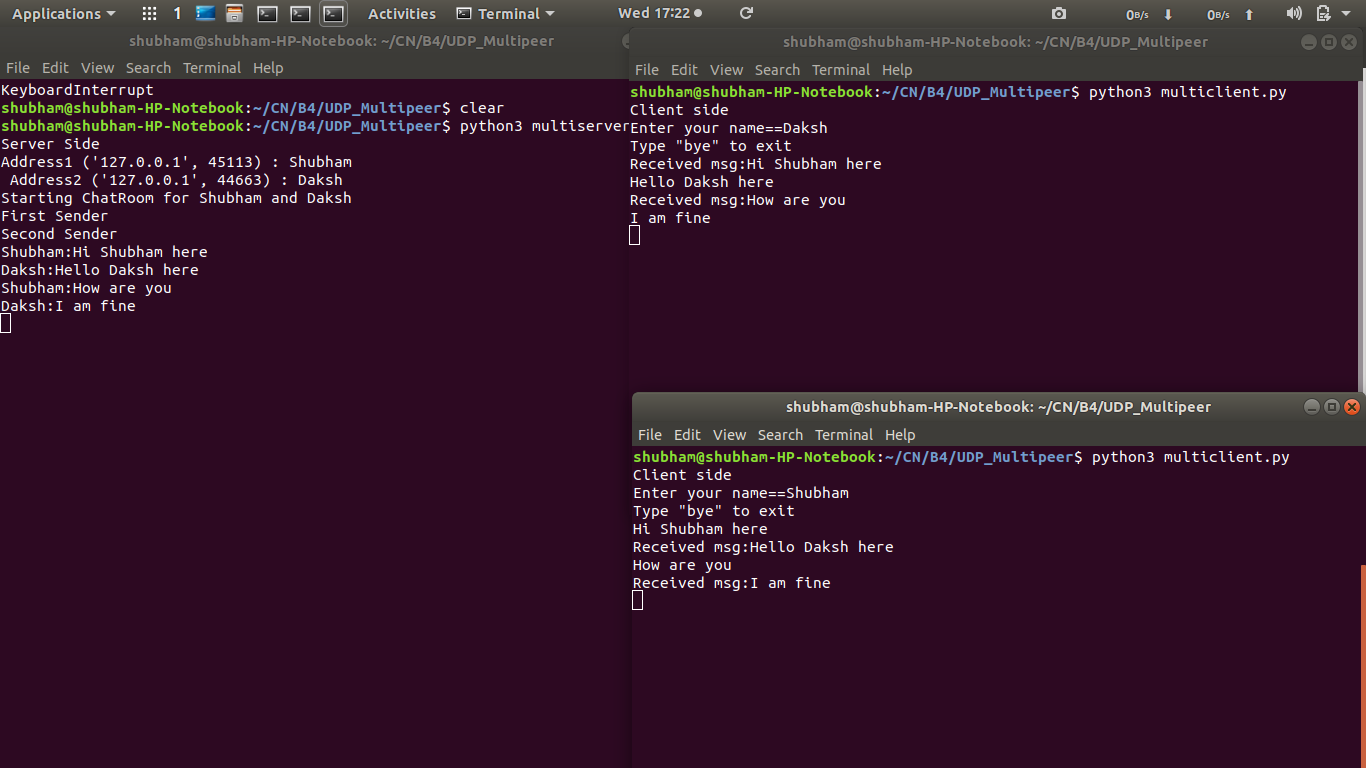 Applications 1 Activities Terminal Wed 17:22 0B/s 0B/s
shubham@shubham-HP-Notebook: ~/CN/B4/UDP_Multipeer
File Edit View Search Terminal Help
KeyboardInterrupt
shubham@shubham-HP-Notebook:~/CN/B4/UDP_Multipeer$ clear
shubham@shubham-HP-Notebook:~/CN/B4/UDP_Multipeer$ python3 multiserver
Server Side
Address1 ('127.0.0.1', 45113) : Shubham
 Address2 ('127.0.0.1', 44663) : Daksh
Starting ChatRoom for Shubham and Daksh
First Sender
Second Sender
Shubham:Hi Shubham here
Daksh:Hello Daksh here
Shubham:How are you
Daksh:I am fine
shubham@shubham-HP-Notebook: ~/CN/B4/UDP_Multipeer
File Edit View Search Terminal Help
shubham@shubham-HP-Notebook:~/CN/B4/UDP_Multipeer$ python3 multiclient.py
Client side
Enter your name==Daksh
Type "bye" to exit
Received msg:Hi Shubham here
Hello Daksh here
Received msg:How are you
I am fine
shubham@shubham-HP-Notebook: ~/CN/B4/UDP_Multipeer
File Edit View Search Terminal Help
shubham@shubham-HP-Notebook:~/CN/B4/UDP_Multipeer$ python3 multiclient.py
Client side
Enter your name==Shubham
Type "bye" to exit
Hi Shubham here
Received msg:Hello Daksh here
How are you
Received msg:I am fine